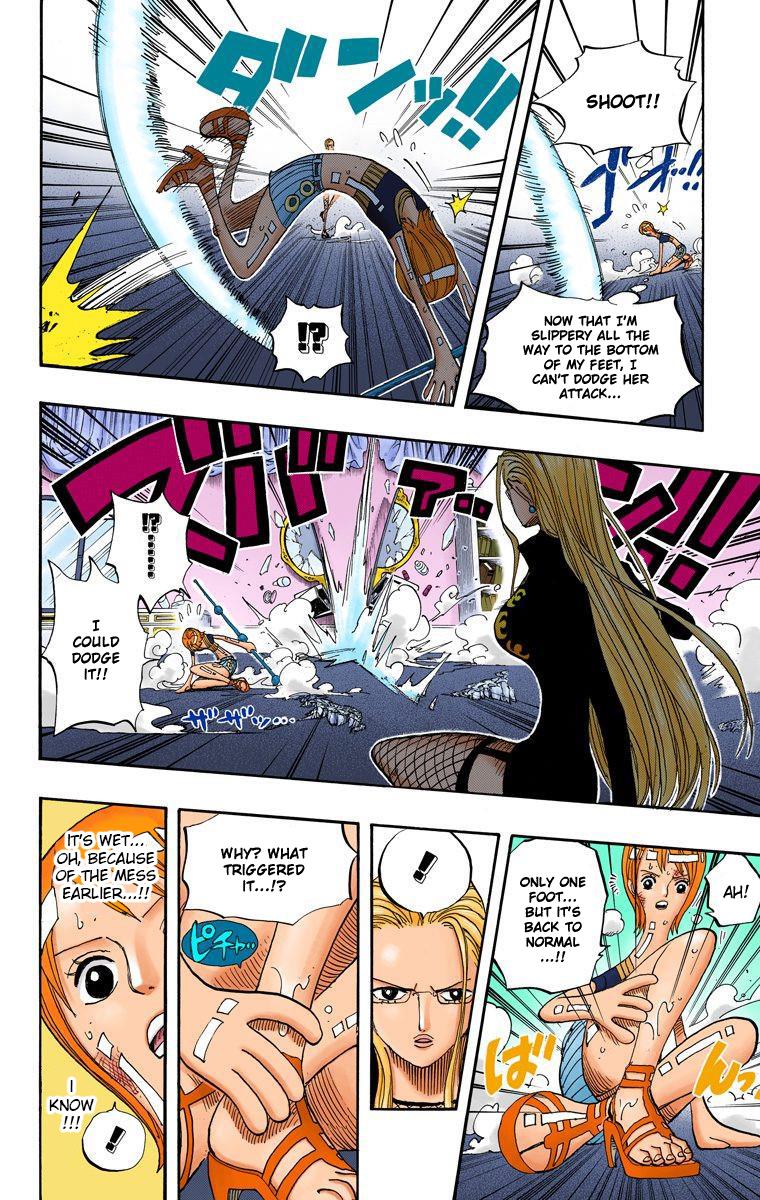 SHOOT!!
ブオォ!!
NOW THAT I'M
SLIPPERY ALL THE
WAY TO THE BOTTOM
OF MY FEET, I
CAN'T DODGE HER
ATTACK...
ダンッ!!
!?
ズババァ..
!!
!?
I
COULD
DODGE
IT!!
ザザッ...
AH!
ONLY ONE
FOOT...
BUT IT'S
BACK TO
NORMAL
...!!
ばんっ
!
WHY? WHAT
TRIGGERED
IT...!?
ピチャ..
IT'S WET...
OH, BECAUSE
OF THE MESS
EARLIER...!!
I
KNOW
!!!
!